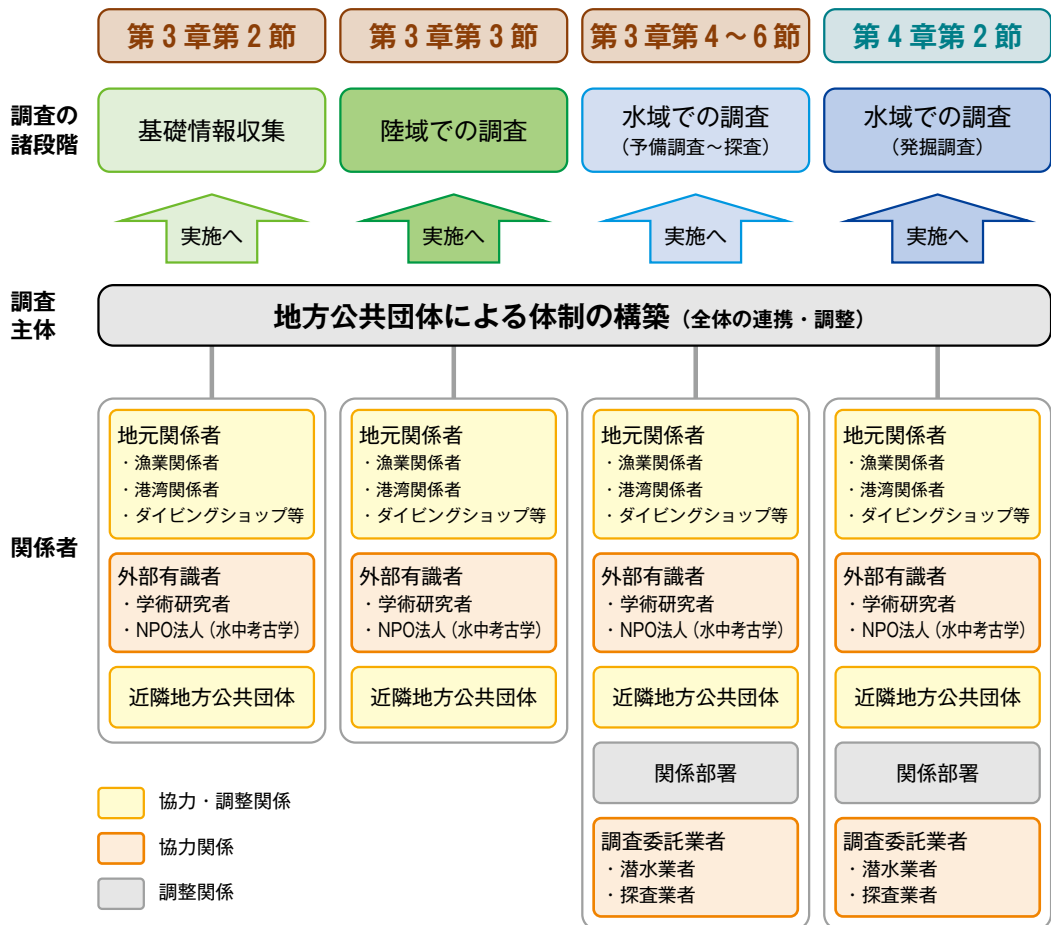 第3章第2節
第3章第3節
第3章第4～6節
第4章第2節
調査の
諸段階
基礎情報収集
陸域での調査
水域での調査
（予備調査～探査）
水域での調査
（発掘調査）
実施へ
実施へ
実施へ
実施へ
調査
主体
地方公共団体による体制の構築（全体の連携・調整）
関係者
地元関係者
・漁業関係者
・港湾関係者
・ダイビングショップ等
外部有識者
・学術研究者
・NPO法人（水中考古学）
近隣地方公共団体
地元関係者
・漁業関係者
・港湾関係者
・ダイビングショップ等
外部有識者
・学術研究者
・NPO法人（水中考古学）
近隣地方公共団体
地元関係者
・漁業関係者
・港湾関係者
・ダイビングショップ等
外部有識者
・学術研究者
・NPO法人（水中考古学）
近隣地方公共団体
関係部署
調査委託業者
・潜水業者
・探査業者
地元関係者
・漁業関係者
・港湾関係者
・ダイビングショップ等
外部有識者
・学術研究者
・NPO法人（水中考古学）
近隣地方公共団体
関係部署
調査委託業者
・潜水業者
・探査業者
協力・調整関係
協力関係
調整関係